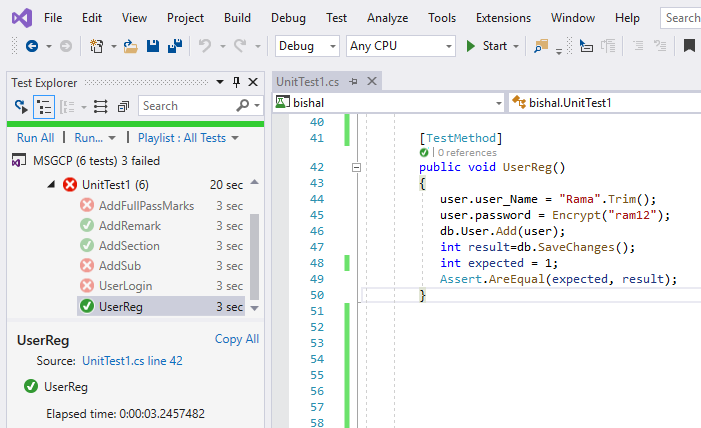 File Edit View Project Build Debug Test Analyze Tools Extensions Window Help Search
Debug Any CPU Start
Test Explorer
UnitTest1.cs
Search
bishal bishal.UnitTest1
Run All Run... Playlist : All Tests
MSGCP (6 tests) 3 failed
UnitTest1 (6) 20 sec
AddFullPassMarks 3 sec
AddRemark 3 sec
AddSection 3 sec
AddSub 3 sec
UserLogin 3 sec
UserReg 3 sec
UserReg Copy All
Source: UnitTest1.cs line 42
UserReg
Elapsed time: 0:00:03.2457482
40
41 [TestMethod]
0 references
42 public void UserReg()
43 {
44 user.user_Name = "Rama".Trim();
45 user.password = Encrypt("ram12");
46 db.User.Add(user);
47 int result=db.SaveChanges();
48 int expected = 1;
49 Assert.AreEqual(expected, result);
50 }
51
52
53
54
55
56
57
58